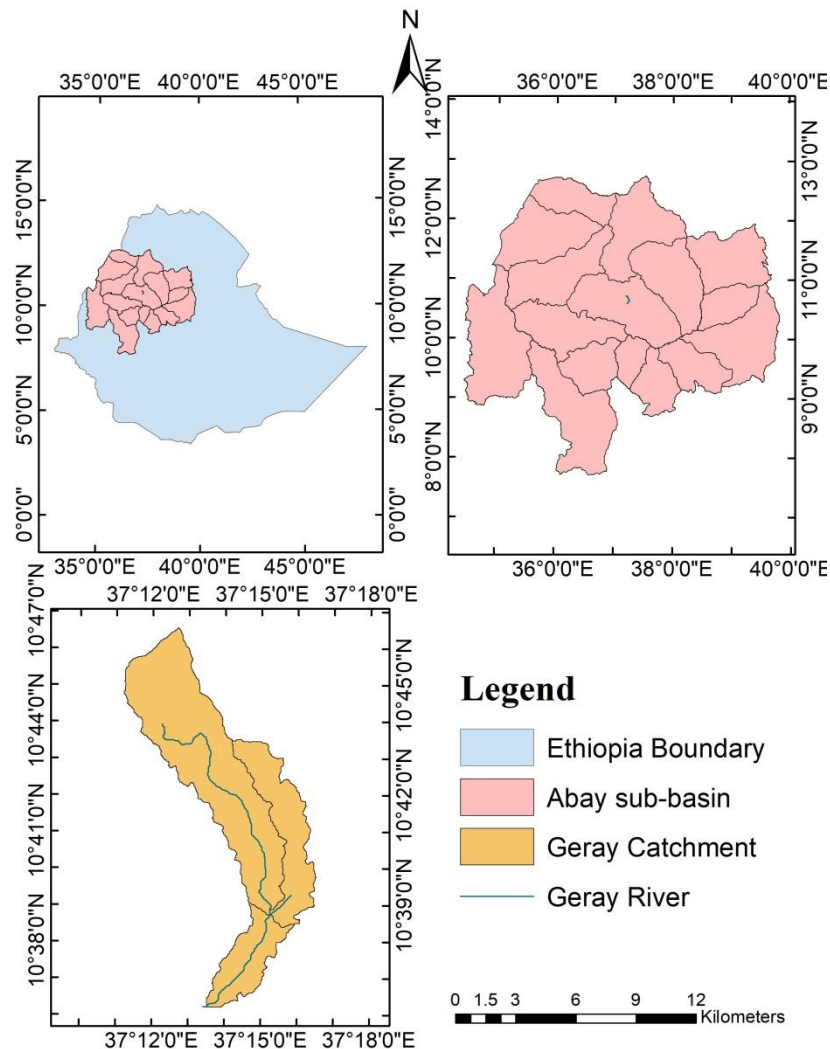 N
35°0'0"E 40°0'0"E 45°0'0"E
15°0'0"N
10°0'0"N
5°0'0"N
0°0'0"
15°0'0"N
10°0'0"N
5°0'0"N
0°0'0"
35°0'0"E 40°0'0"E 45°0'0"E
36°0'0"E 38°0'0"E 40°0'0"E
14°0'0"N
12°0'0"N
10°0'0"N
8°0'0"N
13°0'0"N
11°0'0"N
9°0'0"N
36°0'0"E 38°0'0"E 40°0'0"E
37°12'0"E 37°15'0"E 37°18'0"E
10°47'0"N
10°44'0"N
10°41'0"N
10°38'0"N
10°45'0"N
10°42'0"N
10°39'0"N
37°12'0"E 37°15'0"E 37°18'0"E
Legend
Ethiopia Boundary
Abay sub-basin
Geray Catchment
Geray River
0 1.5 3 6 9 12
Kilometers